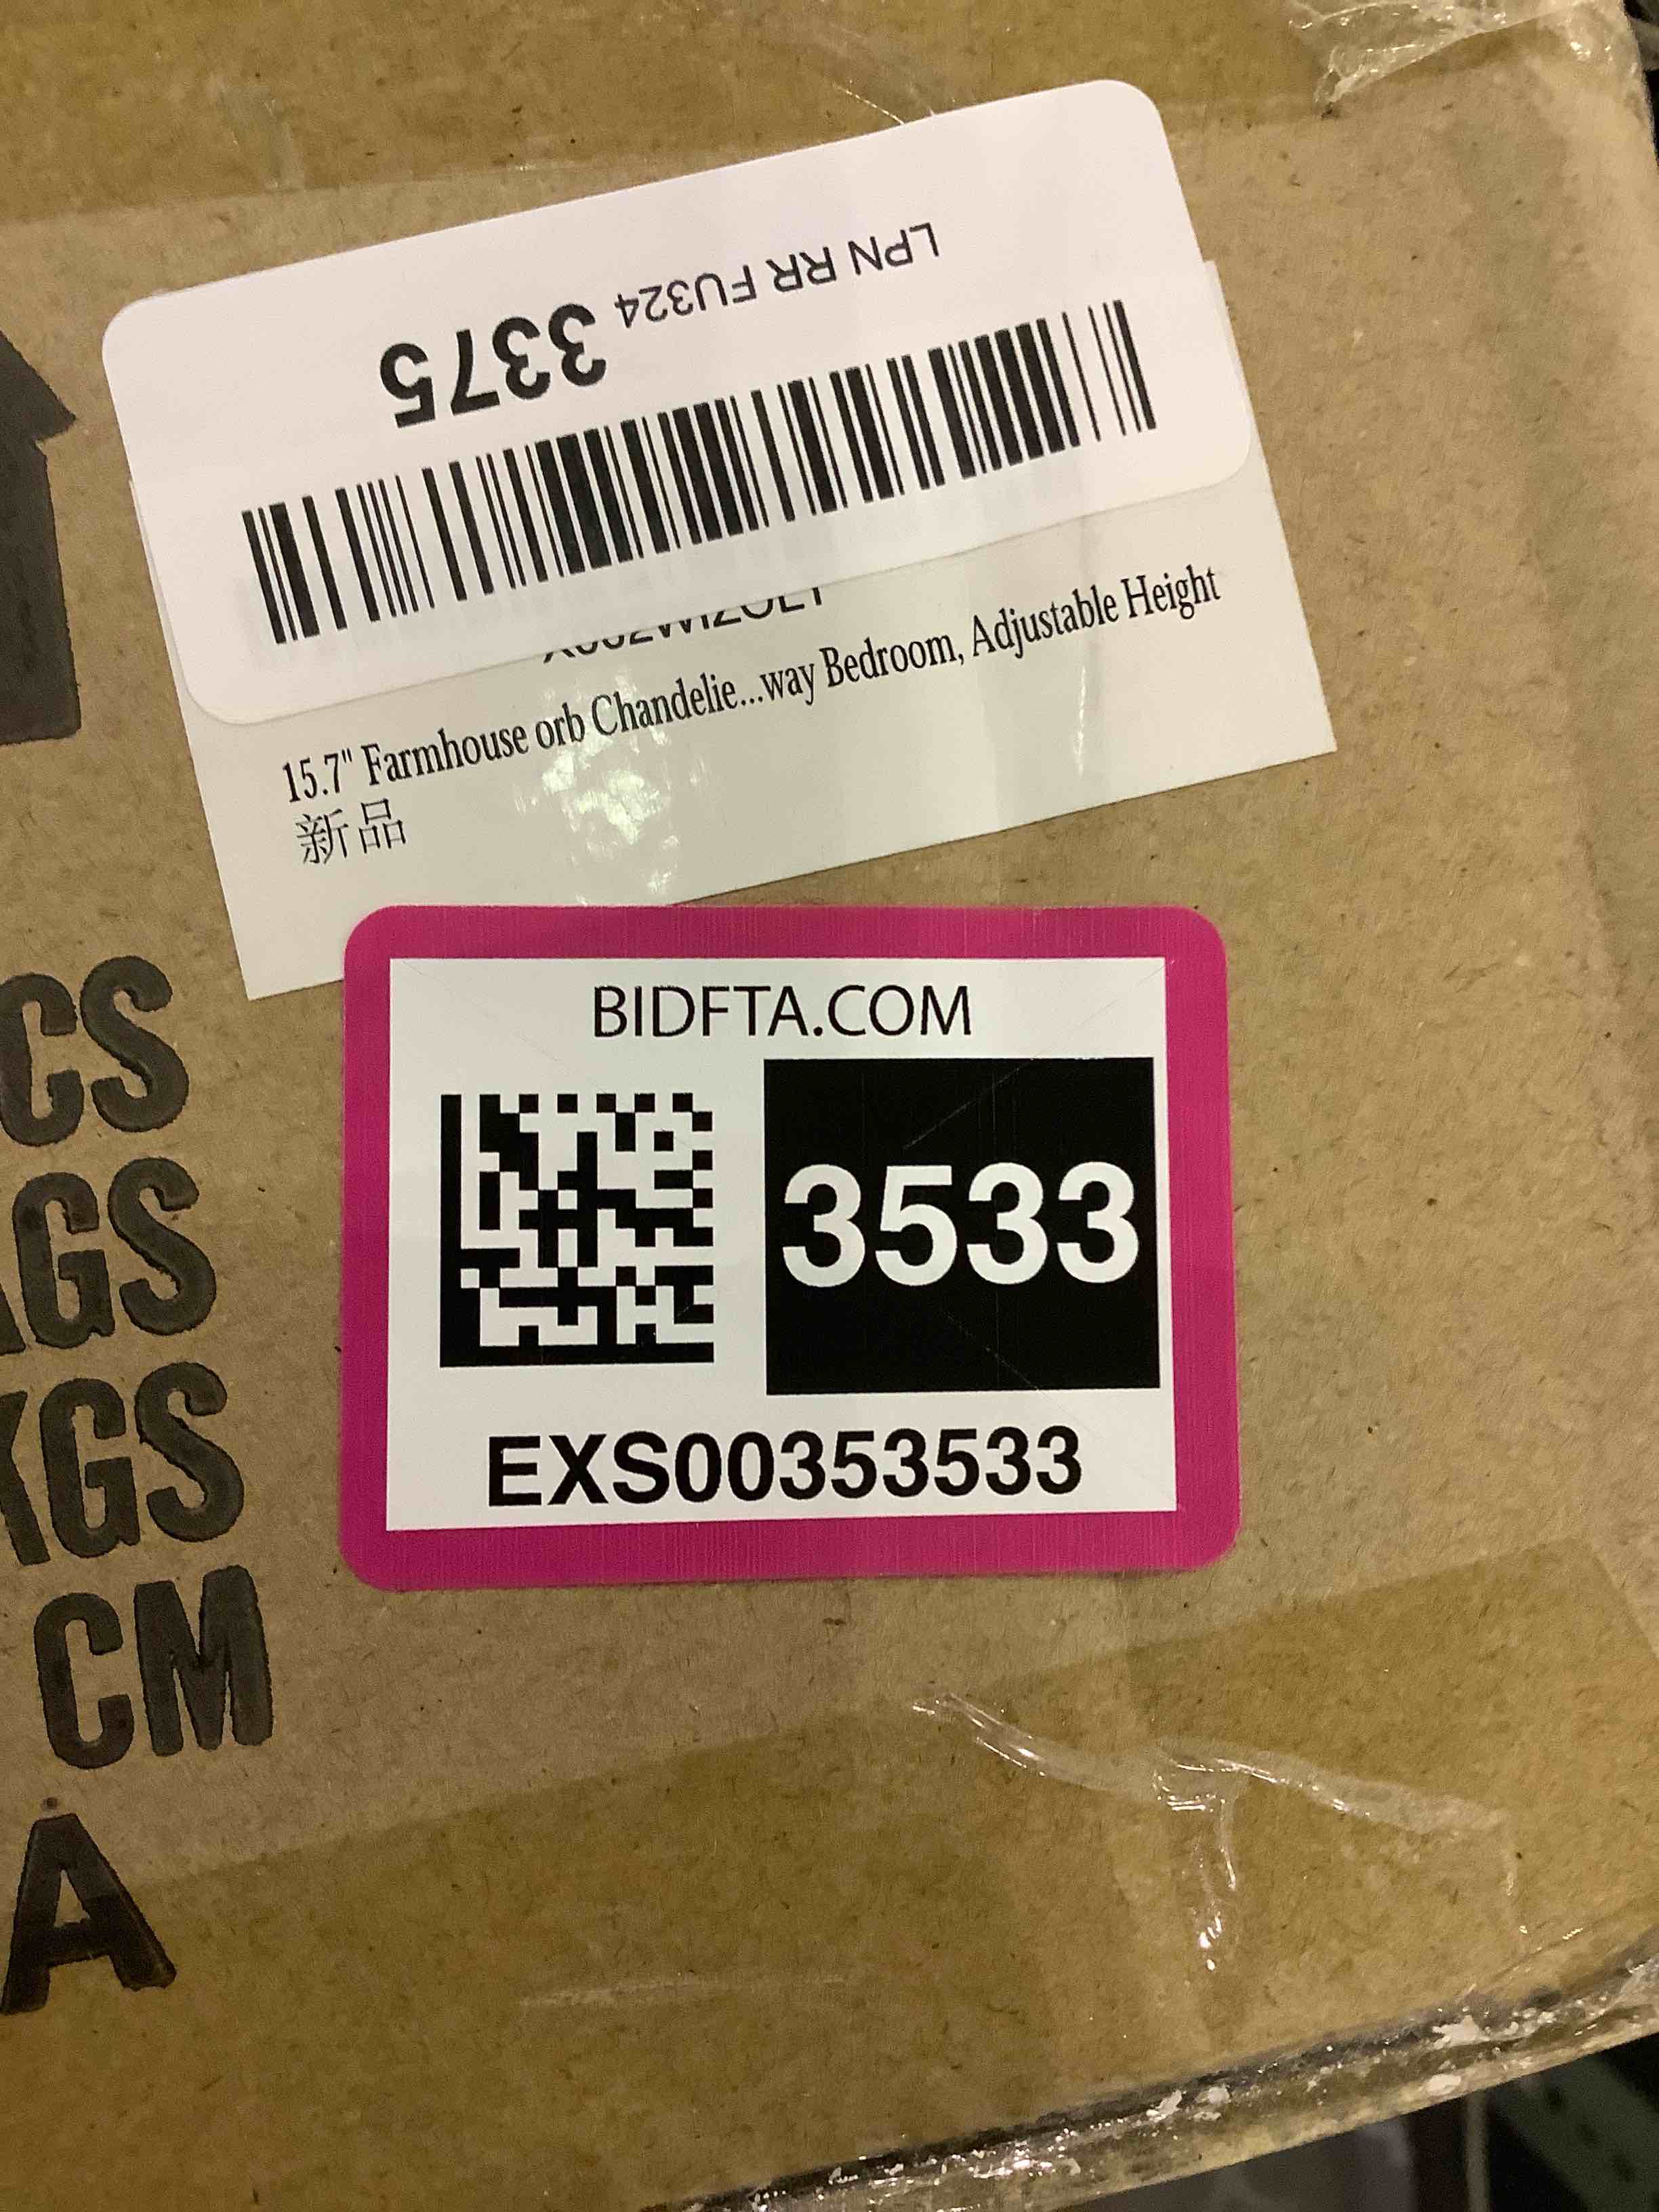 LPN RR FU324 3375
15.7" Farmhouse orb Chandelie...way Bedroom, Adjustable Height
新品
BIDFTA.COM
3533
EXS00353533
CS
GS
KGS
CM
A